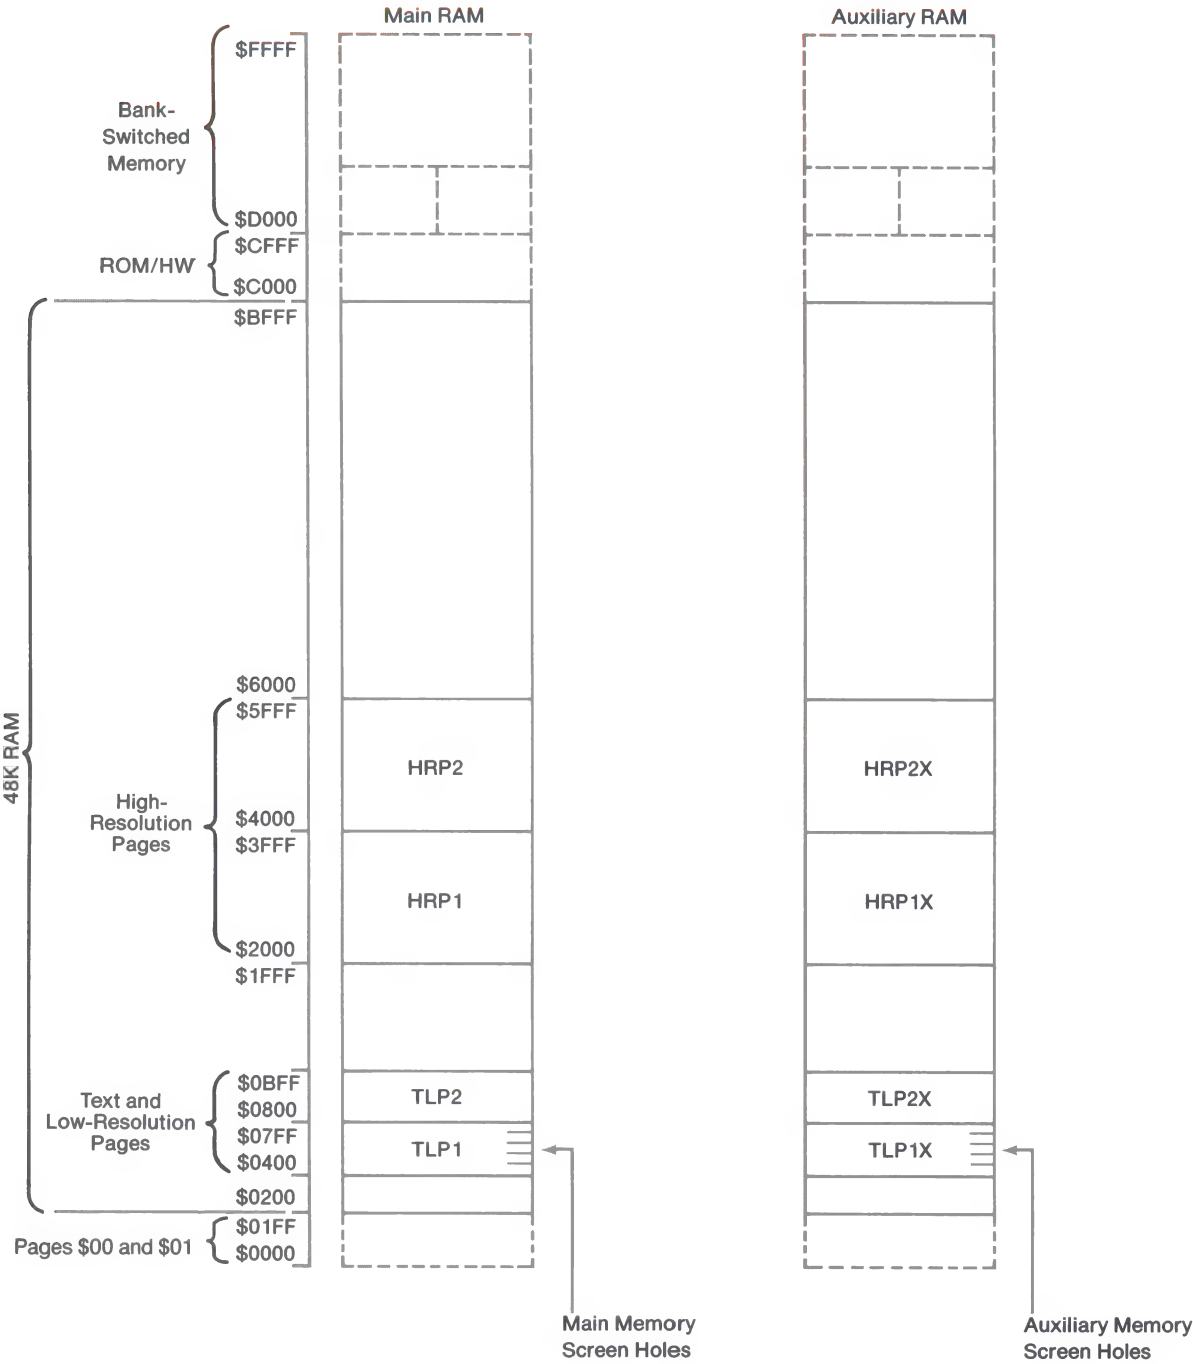 Main RAM
Auxiliary RAM
$FFFF
Bank-
Switched
Memory
$D000
$CFFF
ROM/HW
$C000
$BFFF
48K RAM
$6000
$5FFF
HRP2
HRP2X
High-
Resolution
Pages
$4000
$3FFF
HRP1
HRP1X
$2000
$1FFF
Text and
Low-Resolution
Pages
$0BFF
$0800
TLP2
TLP2X
$07FF
$0400
TLP1
TLP1X
$0200
Pages $00 and $01
$01FF
$0000
Main Memory
Screen Holes
Auxiliary Memory
Screen Holes